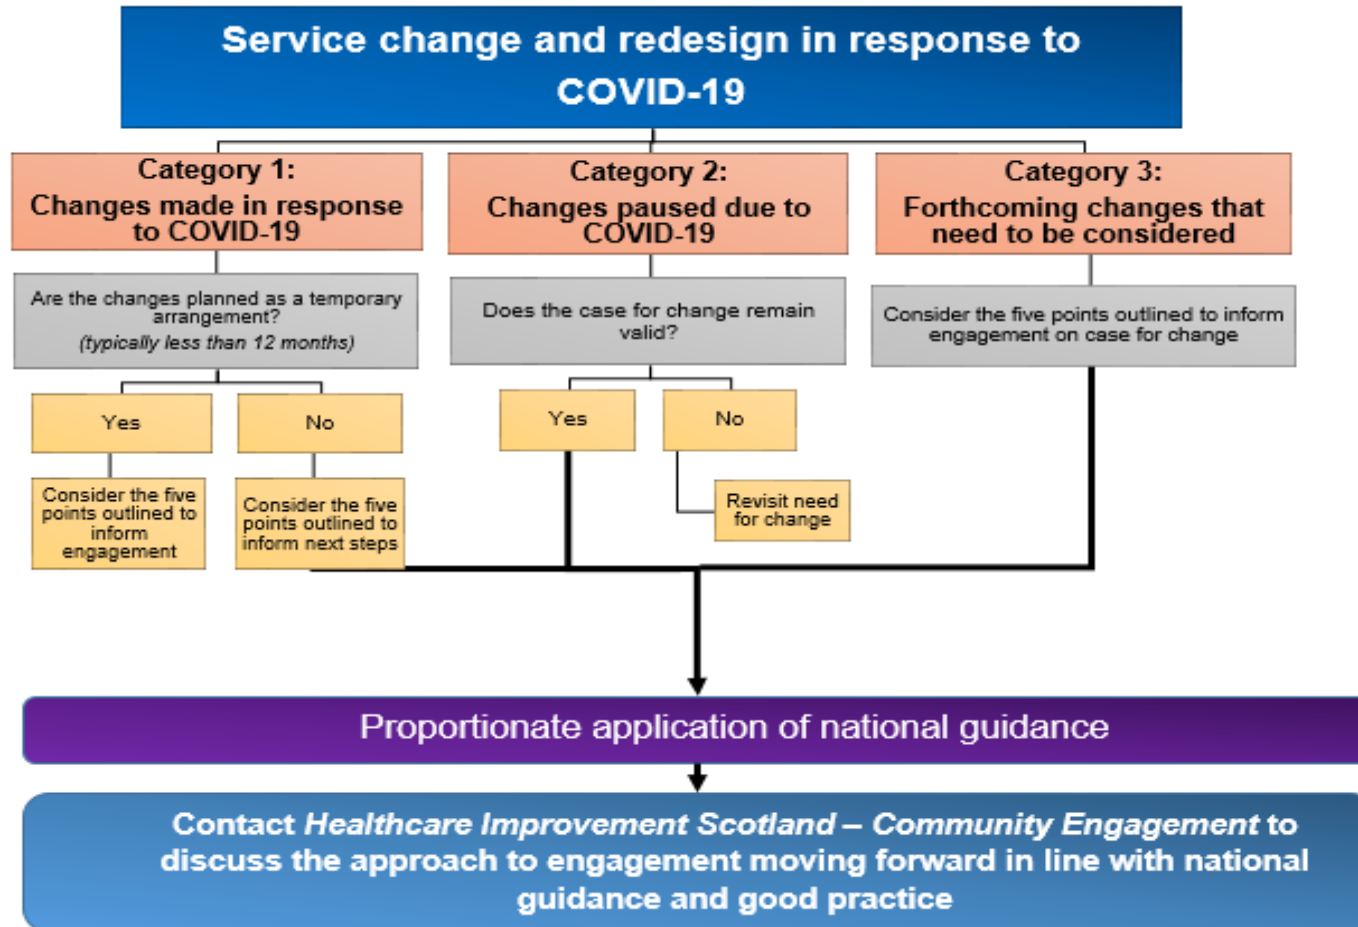 Service change and redesign in response to
COVID-19
Category 1:
Changes made in response
to COVID-19
Category 2:
Changes paused due to
COVID-19
Category 3:
Forthcoming changes that
need to be considered
Are the changes planned as a temporary
arrangement?
(typically less than 12 months)
Does the case for change remain
valid?
Consider the five points outlined to inform
engagement on case for change
Yes
No
Yes
No
Consider the five
points outlined to
inform
engagement
Consider the five
points outlined to
inform next steps
Revisit need
for change
Proportionate application of national guidance
Contact Healthcare Improvement Scotland – Community Engagement to
discuss the approach to engagement moving forward in line with national
guidance and good practice